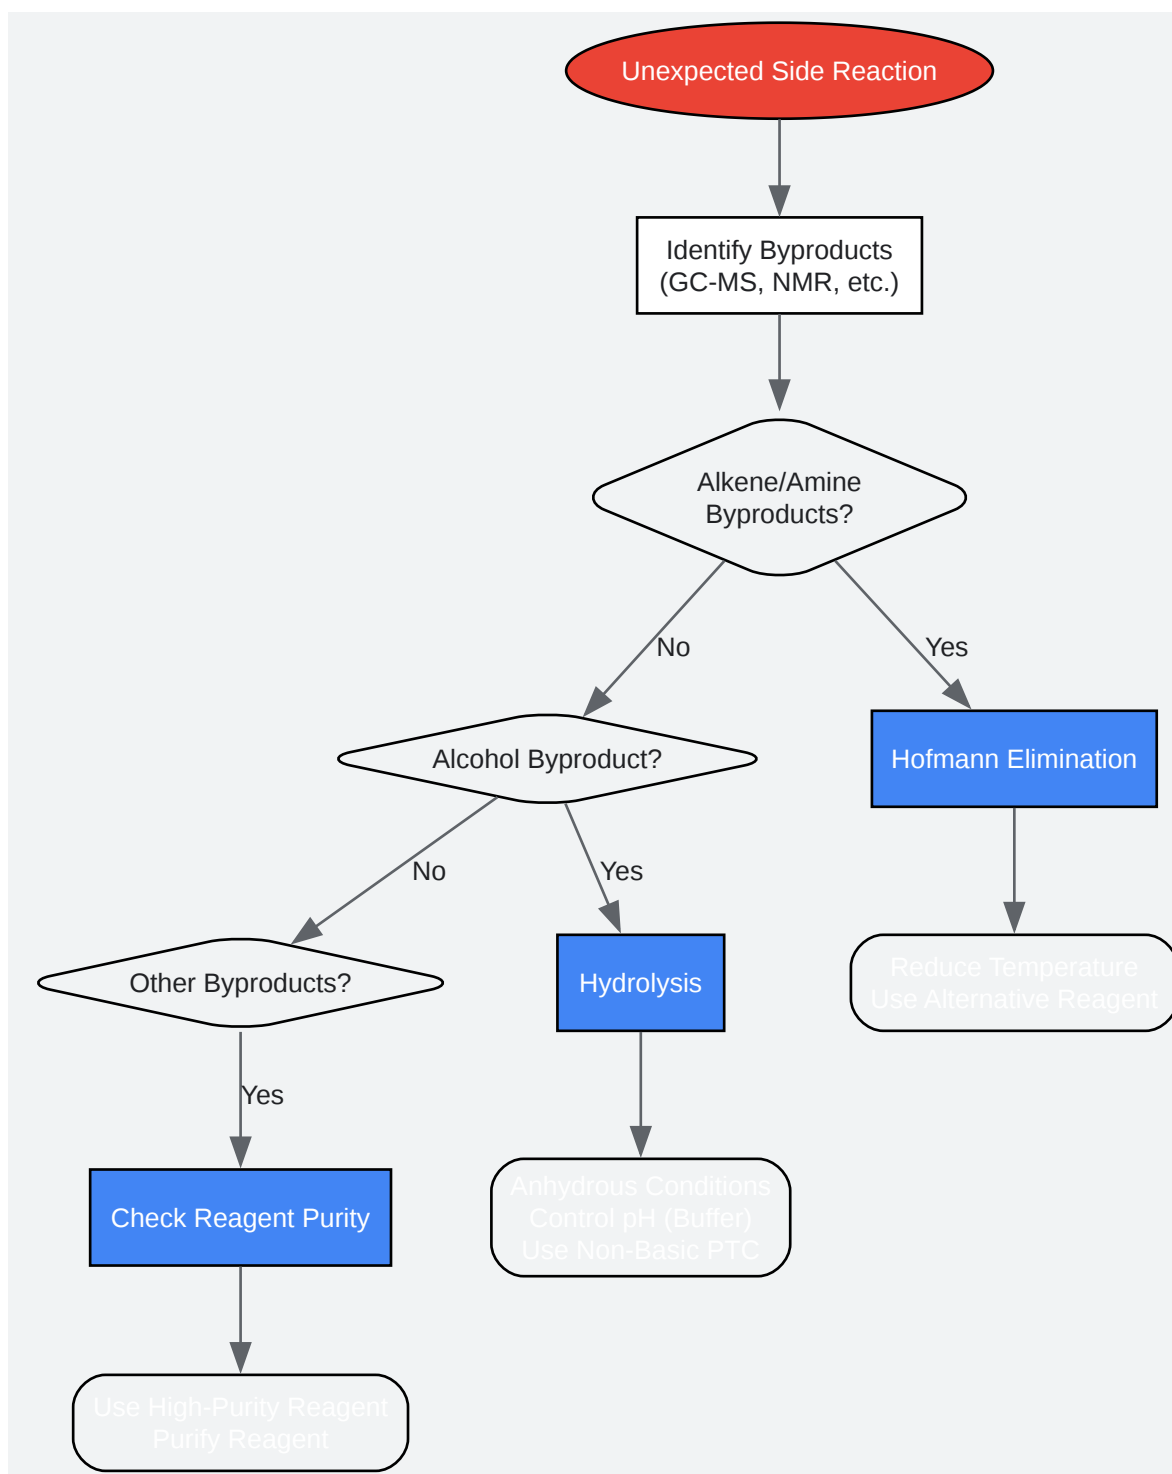 Unexpected Side Reaction
Identify Byproducts
(GC-MS, NMR, etc.)
Alkene/Amine
Byproducts?
No
Yes
Alcohol Byproduct?
Hofmann Elimination
No
Yes
Other Byproducts?
Hydrolysis
Reduce Temperature
Use Alternative Reagent
Yes
Check Reagent Purity
Anhydrous Conditions
Control pH (Buffer)
Use Non-Basic PTC
Use High-Purity Reagent
Purify Reagent